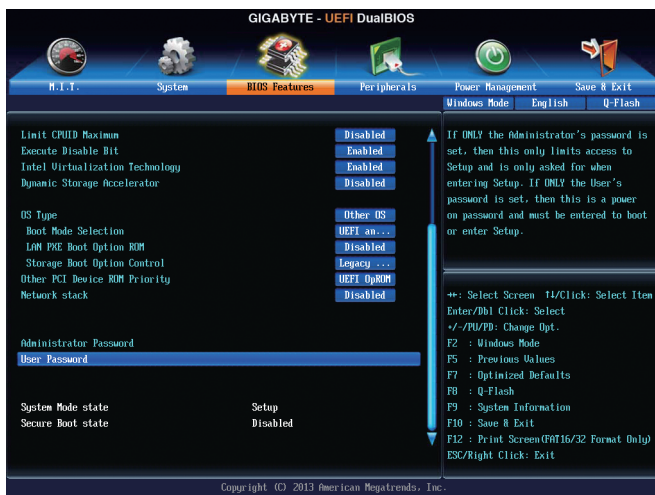 GIGABYTE - UEFI DualBIOS
M.I.T. System BIOS Features Peripherals Power Management Save & Exit
Windows Mode English Q-Flash
Limit CPUID Maximum Disabled
Execute Disable Bit Enabled
Intel Virtualization Technology Enabled
Dynamic Storage Accelerator Disabled
OS Type Other OS
Boot Mode Selection UEFI an...
LAN PXE Boot Option ROM Disabled
Storage Boot Option Control Legacy ...
Other PCI Device ROM Priority UEFI OpROM
Network stack Disabled
Administrator Password
User Password
System Mode state Setup
Secure Boot state Disabled
If ONLY the Administrator's password is
set, then this only limits access to
Setup and is only asked for when
entering Setup. If ONLY the User's
password is set, then this is a power
on password and must be entered to boot
or enter Setup.
↔: Select Screen ↑↓/Click: Select Item
Enter/Dbl Click: Select
+/-/PU/PD: Change Opt.
F2 : Windows Mode
F5 : Previous Values
F7 : Optimized Defaults
F8 : Q-Flash
F9 : System Information
F10 : Save & Exit
F12 : Print Screen(FAT16/32 Format Only)
ESC/Right Click: Exit
Copyright (C) 2013 American Megatrends, Inc.